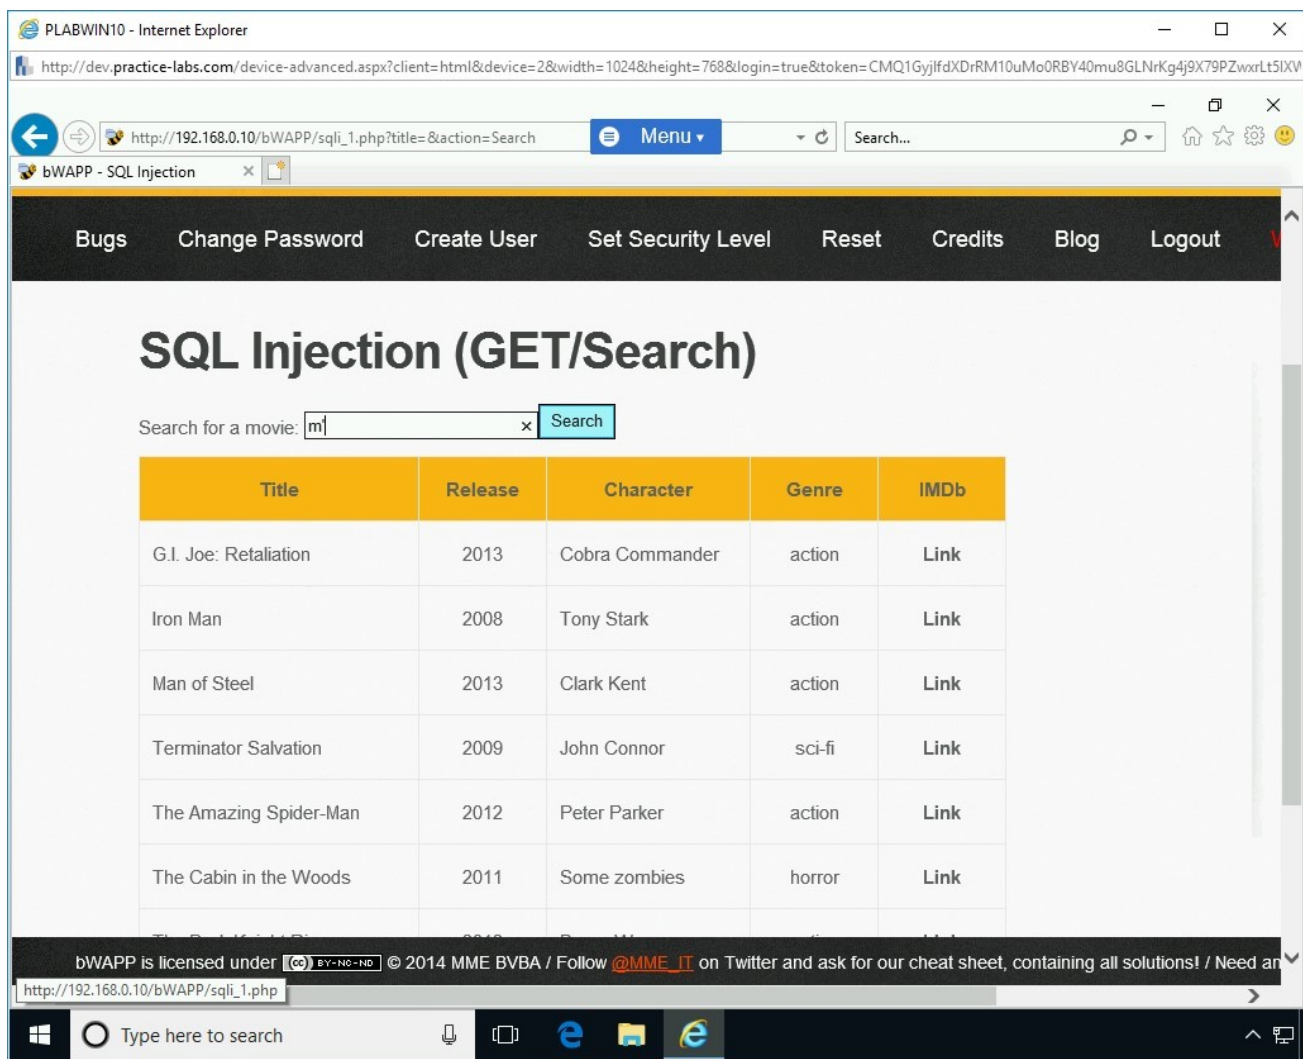 PLABWIN10 - Internet Explorer
http://dev.practice-labs.com/device-advanced.aspx?client=html&device=2&width=1024&height=768&login=true&token=
http://192.168.0.10/bWAPP/sqli_1.php?title=&action=Search
Menu
Search...
bWAPP - SQL Injection
Bugs Change Password Create User Set Security Level Reset Credits Blog Logout
SQL Injection (GET/Search)
Search for a movie: m' Search
Title Release Character Genre IMDb
G.I. Joe: Retaliation 2013 Cobra Commander action Link
Iron Man 2008 Tony Stark action Link
Man of Steel 2013 Clark Kent action Link
Terminator Salvation 2009 John Connor sci-fi Link
The Amazing Spider-Man 2012 Peter Parker action Link
The Cabin in the Woods 2011 Some zombies horror Link
bWAPP is licensed under (cc) BY-NC-ND © 2014 MME BVBA / Follow @MME_IT on Twitter and ask for our cheat sheet, containing all solutions! / Need an
http://192.168.0.10/bWAPP/sqli_1.php
Type here to search